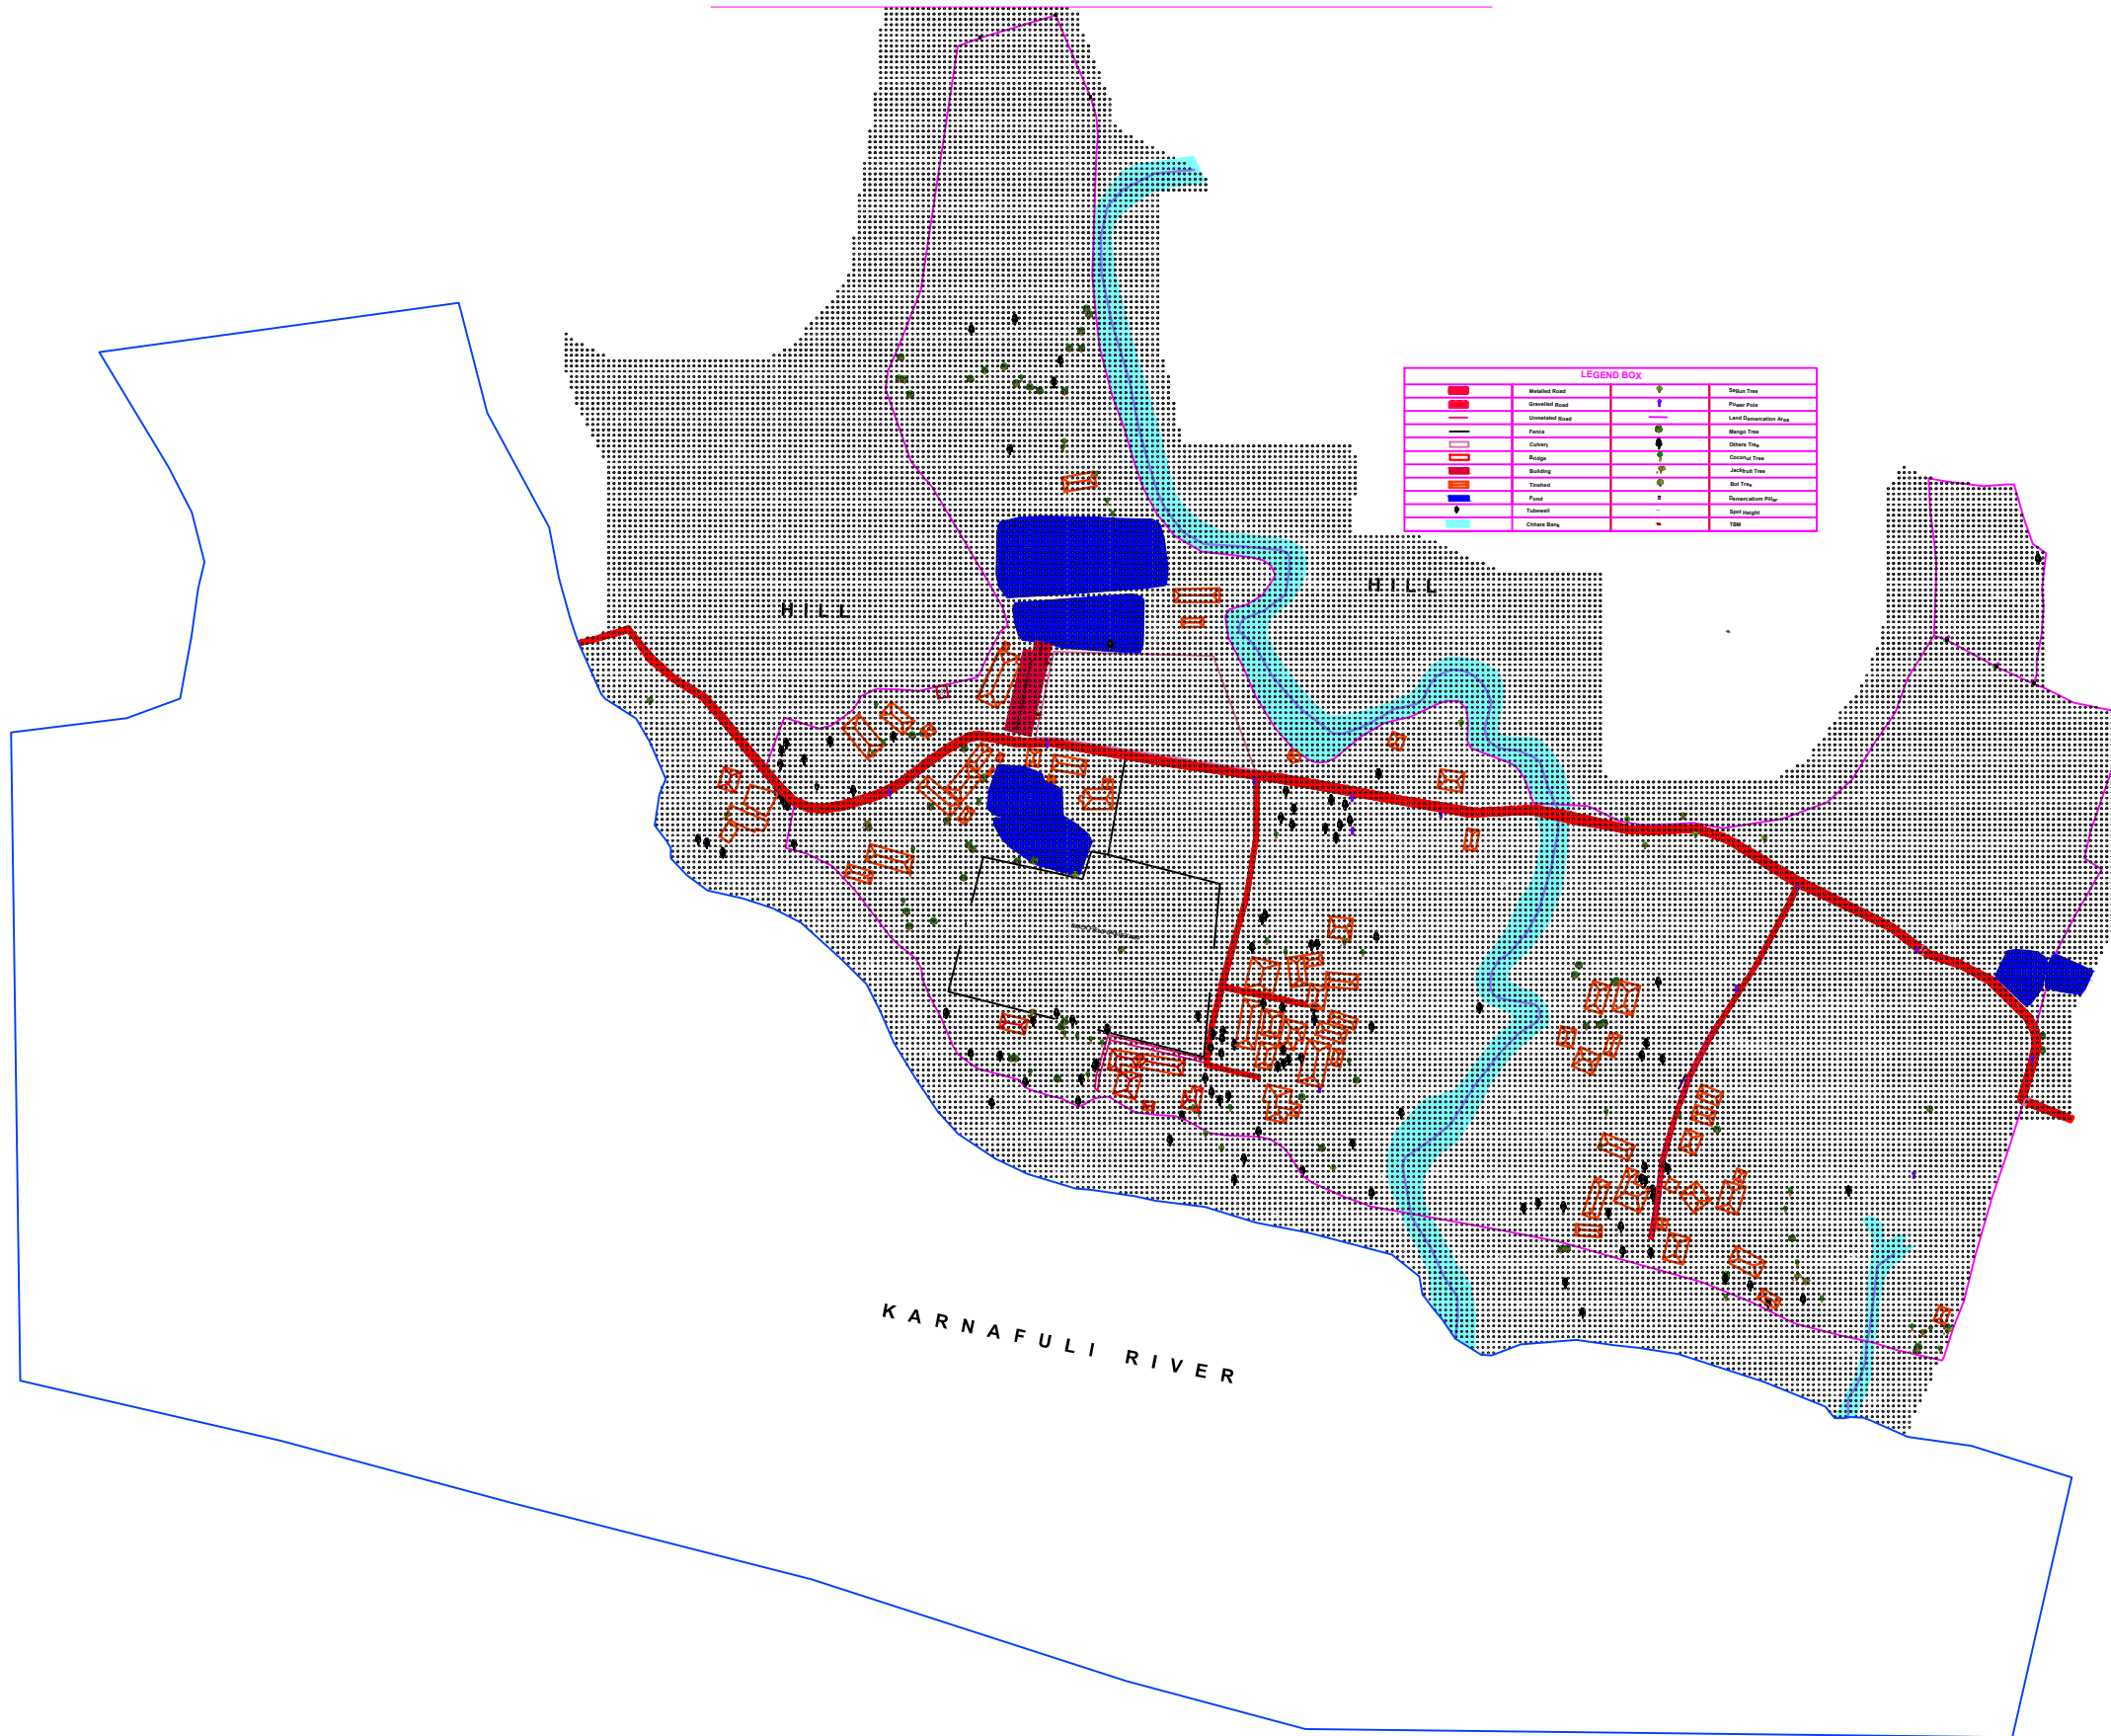 LEGEND BOX
Metalled Road
Segun Tree
Gravelled Road
Power Pole
Unmetaled Road
Land Demarcation Area
Fence
Mango Tree
Culvert
Others Tree
Bridge
Coconut Tree
Building
Jackfruit Tree
Tinshed
Bot Tree
Pond
Demarcation Pillar
Tubewell
Spot Height
Chhara Bank
TBM
HILL
HILL
KARNAFULI RIVER